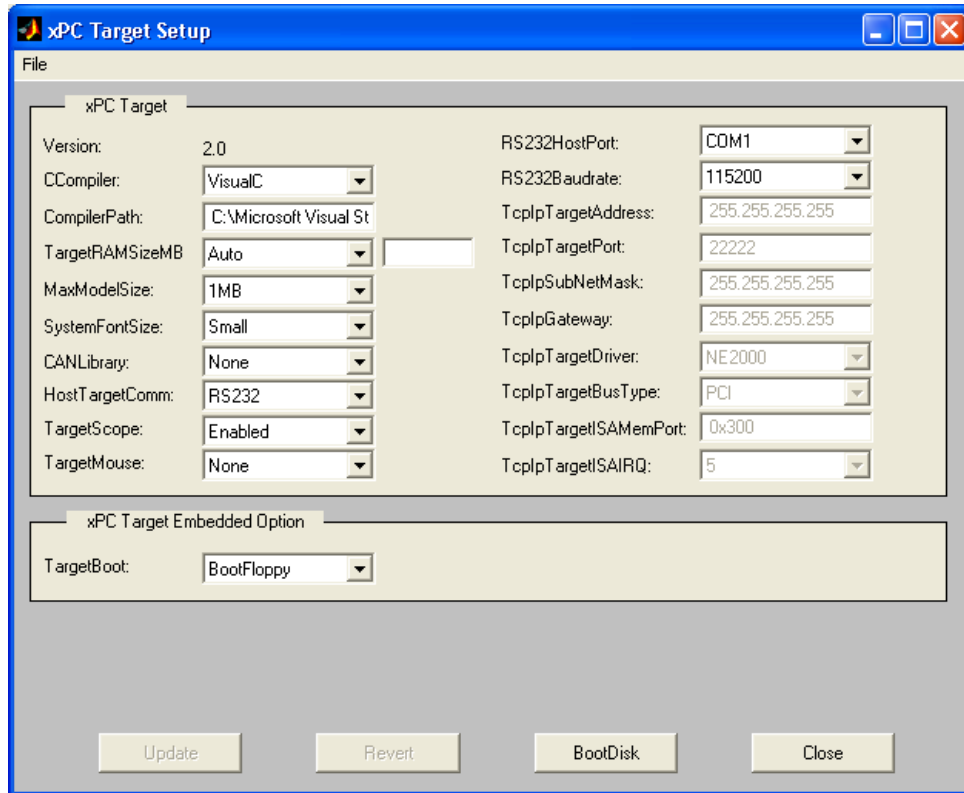 xPC Target Setup
File
xPC Target
Version: 2.0
CCompiler: VisualC
CompilerPath: C:\Microsoft Visual St
TargetRAMSizeMB Auto
MaxModelSize: 1MB
SystemFontSize: Small
CANLibrary: None
HostTargetComm: RS232
TargetScope: Enabled
TargetMouse: None
RS232HostPort: COM1
RS232Baudrate: 115200
TcpIpTargetAddress: 255.255.255.255
TcpIpTargetPort: 22222
TcpIpSubNetMask: 255.255.255.255
TcpIpGateway: 255.255.255.255
TcpIpTargetDriver: NE2000
TcpIpTargetBusType: PCI
TcpIpTargetISAMemPort: 0x300
TcpIpTargetISAIRQ: 5
xPC Target Embedded Option
TargetBoot: BootFloppy
Update
Revert
BootDisk
Close